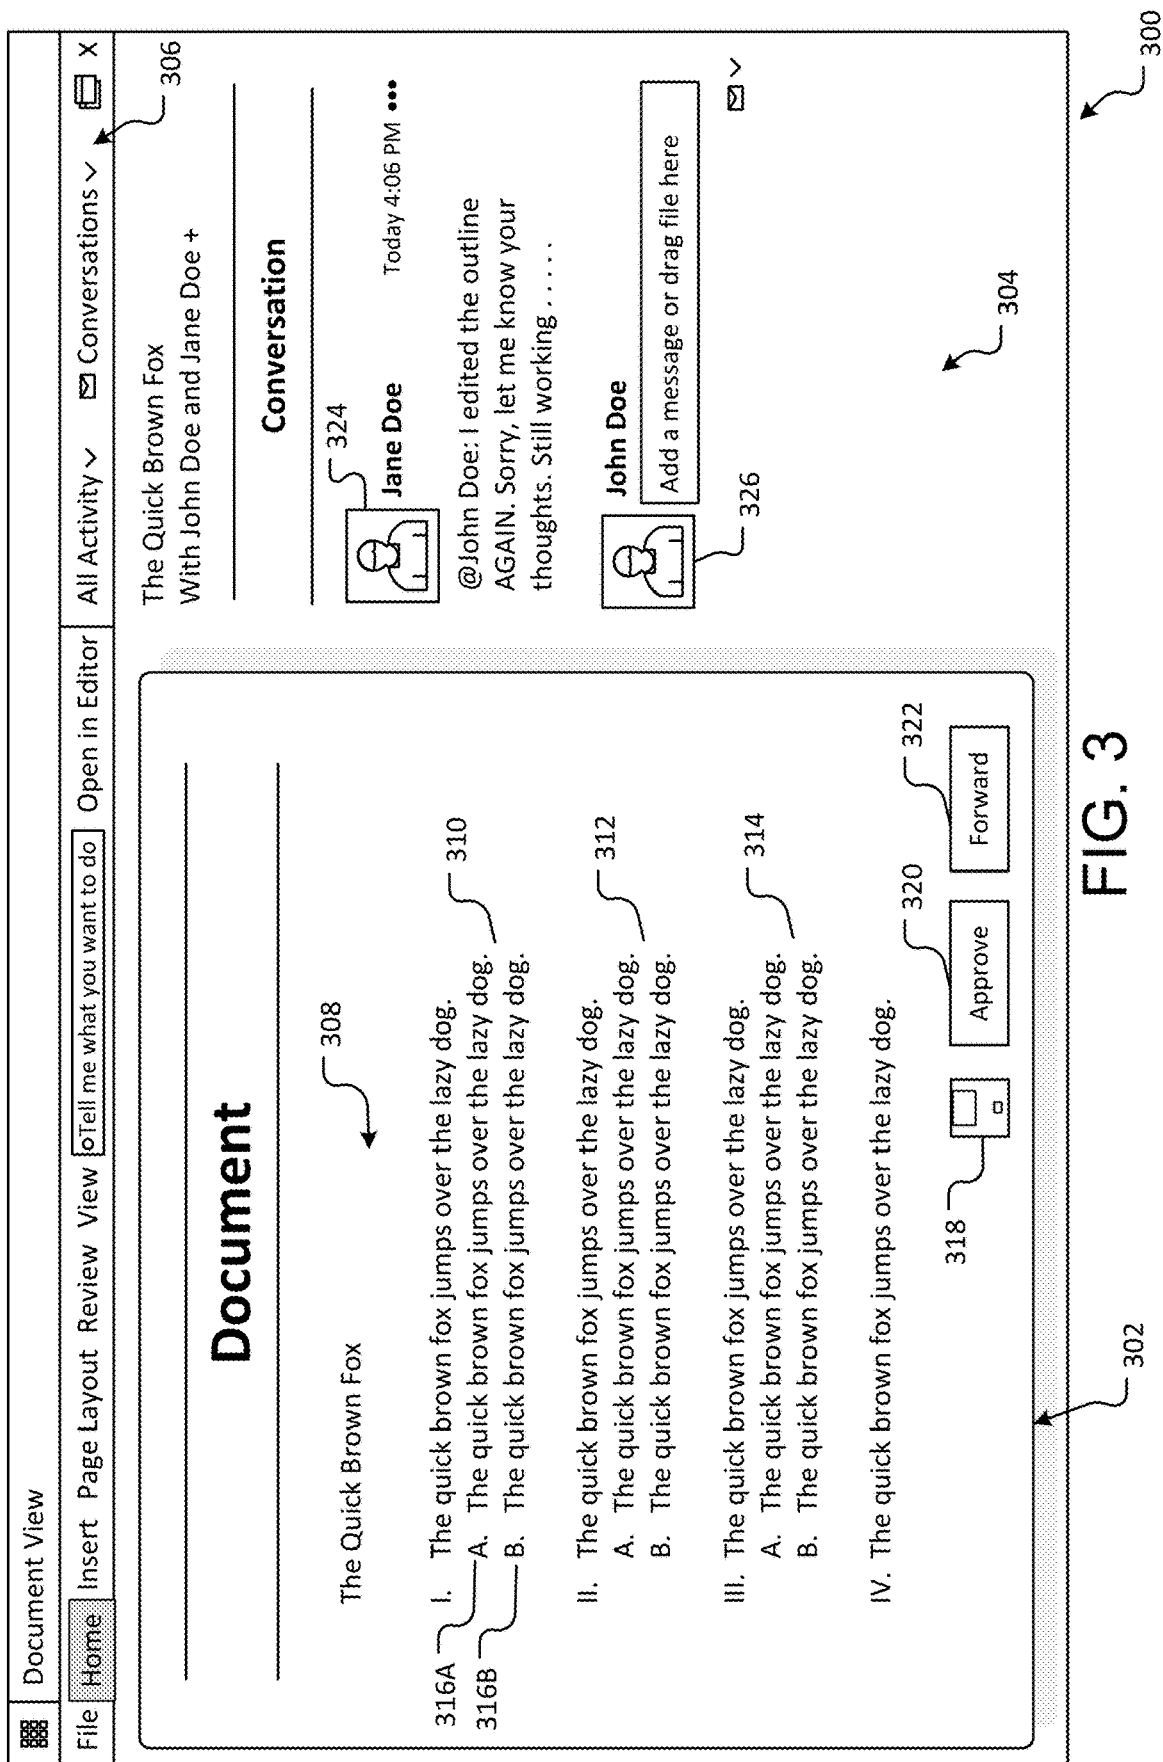 Document View
File Home Insert Page Layout Review View Tell me what you want to do Open in Editor All Activity Conversations X
306
Document
308
The Quick Brown Fox
I. The quick brown fox jumps over the lazy dog.
316A A. The quick brown fox jumps over the lazy dog. 310
316B B. The quick brown fox jumps over the lazy dog.
II. The quick brown fox jumps over the lazy dog.
A. The quick brown fox jumps over the lazy dog. 312
B. The quick brown fox jumps over the lazy dog.
III. The quick brown fox jumps over the lazy dog.
A. The quick brown fox jumps over the lazy dog. 314
B. The quick brown fox jumps over the lazy dog.
IV. The quick brown fox jumps over the lazy dog.
318 320 322
Approve Forward
302
The Quick Brown Fox
With John Doe and Jane Doe +
Conversation
324
Jane Doe Today 4:06 PM •••
@John Doe: I edited the outline
AGAIN. Sorry, let me know your
thoughts. Still working . . . . .
John Doe
Add a message or drag file here
326
304
300
FIG. 3